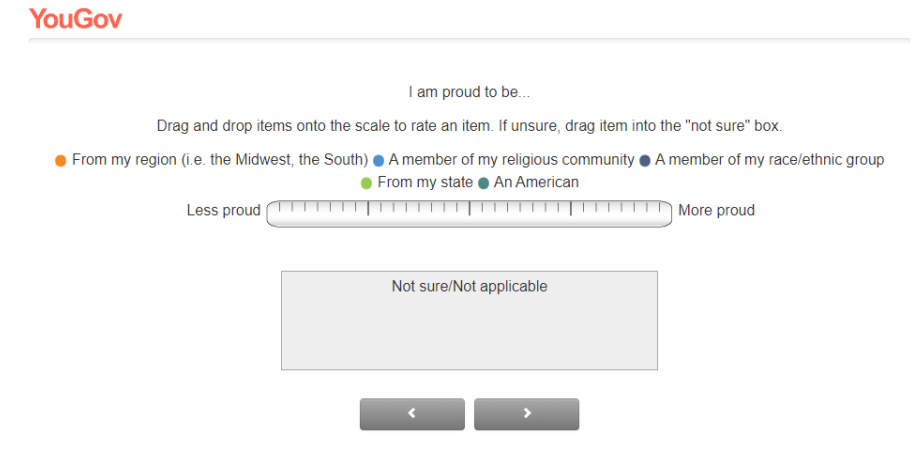 YouGov
I am proud to be...
Drag and drop items onto the scale to rate an item. If unsure, drag item into the "not sure" box.
From my region (i.e. the Midwest, the South) A member of my religious community A member of my race/ethnic group
From my state An American
Less proud More proud
Not sure/Not applicable